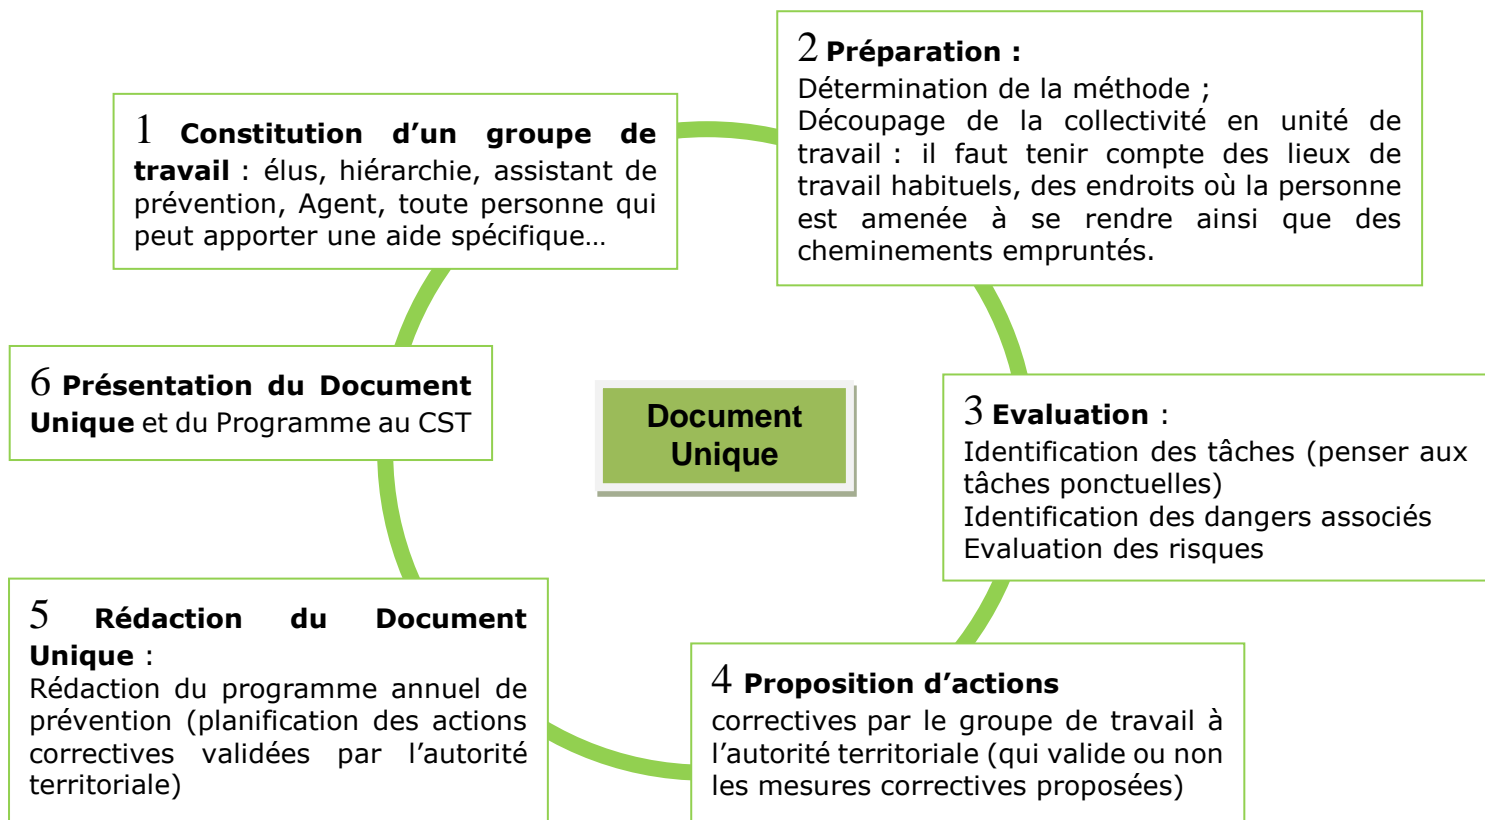 1 Constitution d’un groupe de
travail : élus, hiérarchie, assistant de
prévention, Agent, toute personne qui
peut apporter une aide spécifique…
2 Préparation :
Détermination de la méthode ;
Découpage de la collectivité en unité de
travail : il faut tenir compte des lieux de
travail habituels, des endroits où la personne
est amenée à se rendre ainsi que des
cheminements empruntés.
3 Evaluation :
Identification des tâches (penser aux
tâches ponctuelles)
Identification des dangers associés
Evaluation des risques
4 Proposition d’actions
correctives par le groupe de travail à
l’autorité territoriale (qui valide ou non
les mesures correctives proposées)
5 Rédaction du Document
Unique :
Rédaction du programme annuel de
prévention (planification des actions
correctives validées par l’autorité
territoriale)
6 Présentation du Document
Unique et du Programme au CST
Document
Unique